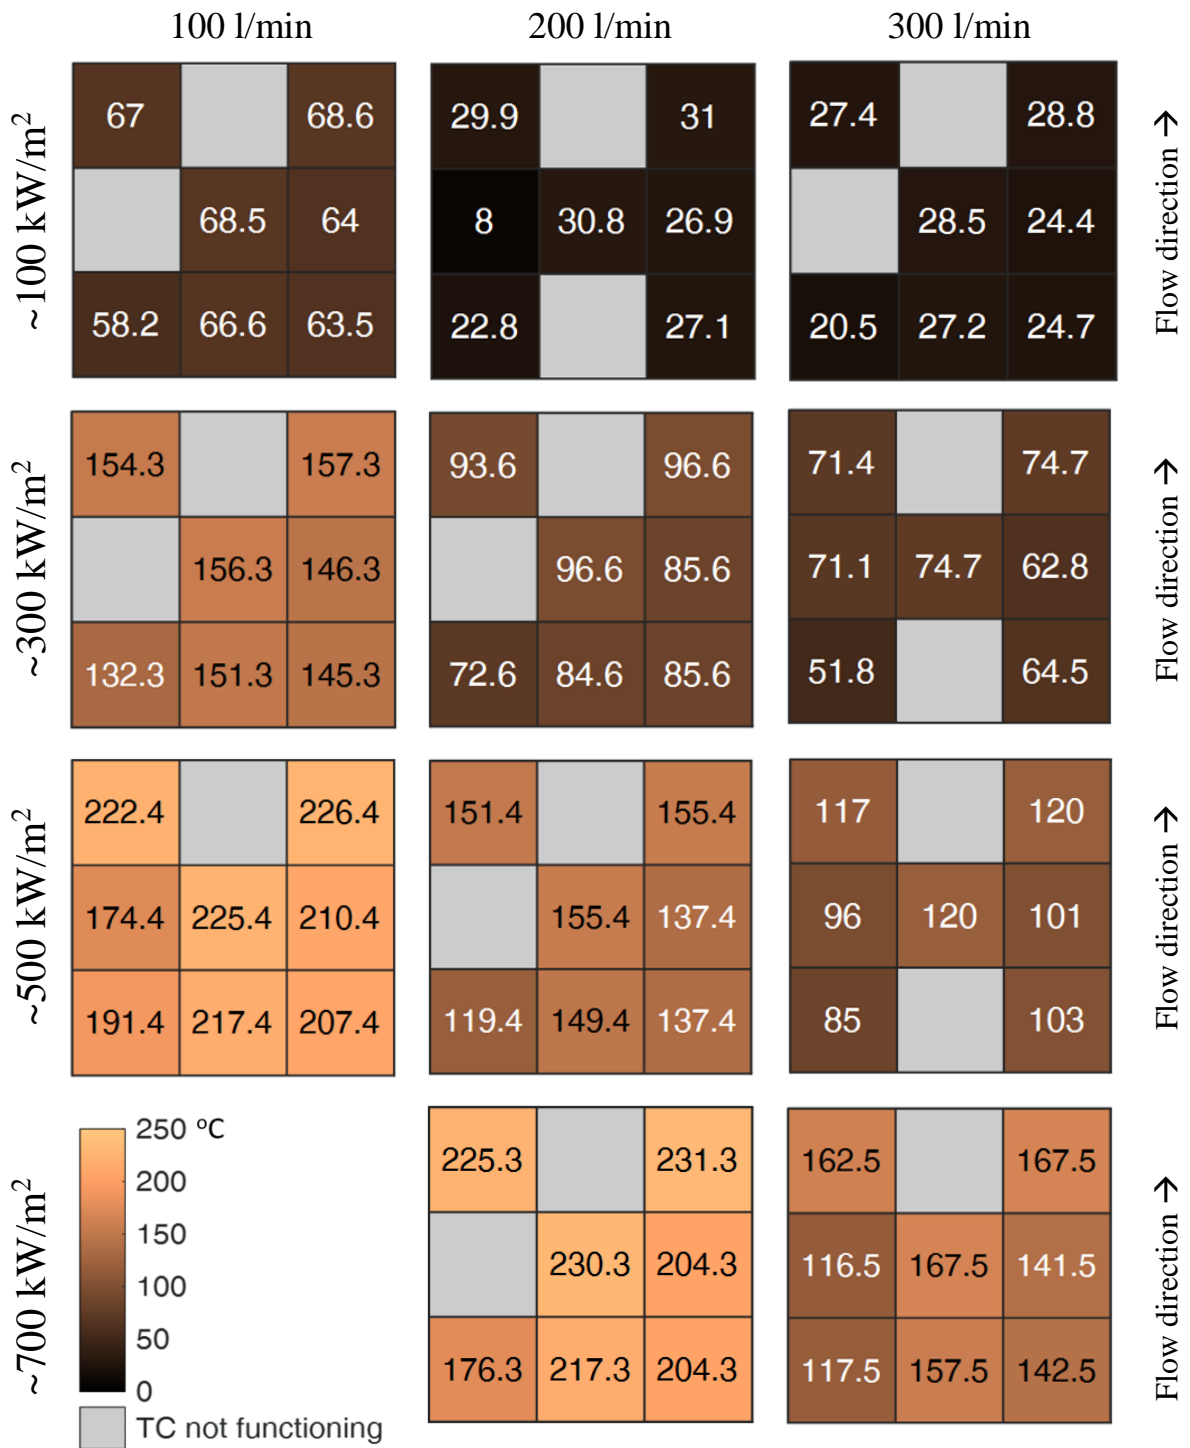 100 l/min 200 l/min 300 l/min
~100 kW/m²
67 68.6
68.5 64
58.2 66.6 63.5
29.9 31
8 30.8 26.9
22.8 27.1
27.4 28.8
28.5 24.4
20.5 27.2 24.7
Flow direction →
~300 kW/m²
154.3 157.3
156.3 146.3
132.3 151.3 145.3
93.6 96.6
96.6 85.6
72.6 84.6 85.6
71.4 74.7
71.1 74.7 62.8
51.8 64.5
Flow direction →
~500 kW/m²
222.4 226.4
174.4 225.4 210.4
191.4 217.4 207.4
151.4 155.4
155.4 137.4
119.4 149.4 137.4
117 120
96 120 101
85 103
Flow direction →
~700 kW/m²
250 °C
200
150
100
50
0
TC not functioning
225.3 231.3
230.3 204.3
176.3 217.3 204.3
162.5 167.5
116.5 167.5 141.5
117.5 157.5 142.5
Flow direction →